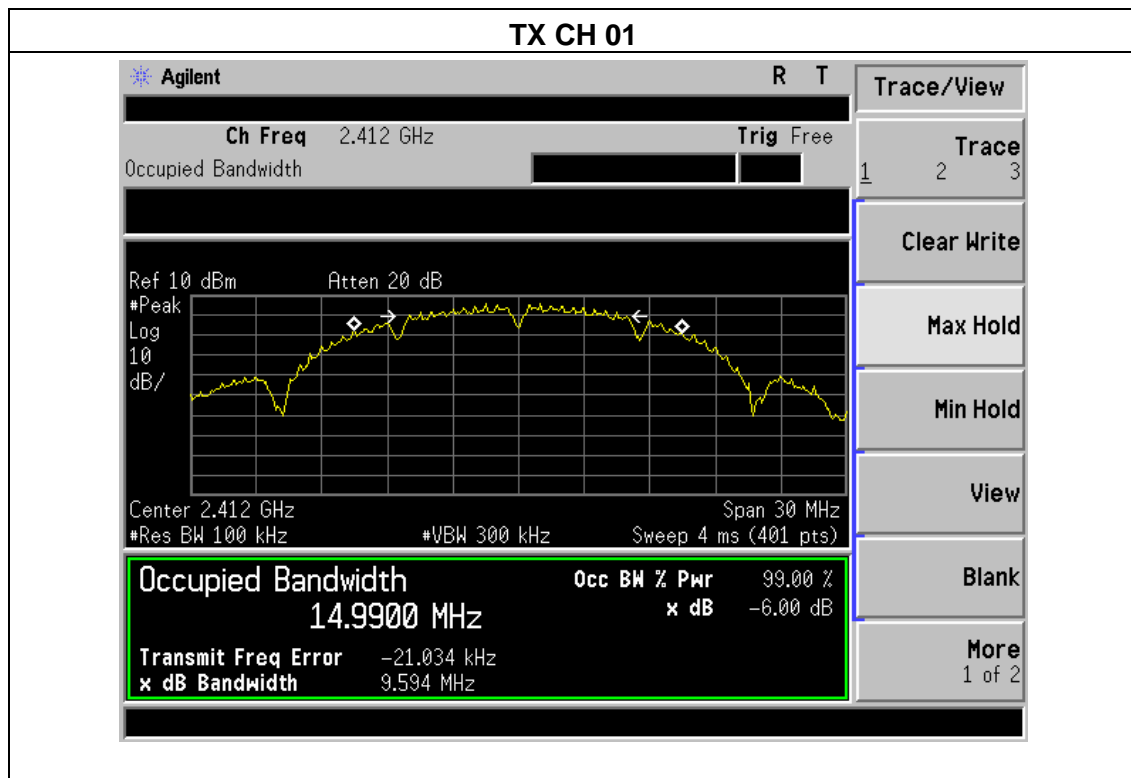 TX CH 01
Agilent R T
Trace/View
Ch Freq 2.412 GHz Trig Free
Occupied Bandwidth
Trace
1 2 3
Clear Write
Ref 10 dBm Atten 20 dB
#Peak
Log
10
dB/
Max Hold
Min Hold
View
Center 2.412 GHz Span 30 MHz
#Res BW 100 kHz #VBW 300 kHz Sweep 4 ms (401 pts)
Occupied Bandwidth Occ BW % Pwr 99.00 %
14.9900 MHz x dB -6.00 dB
Blank
Transmit Freq Error -21.034 kHz
x dB Bandwidth 9.594 MHz
More
1 of 2